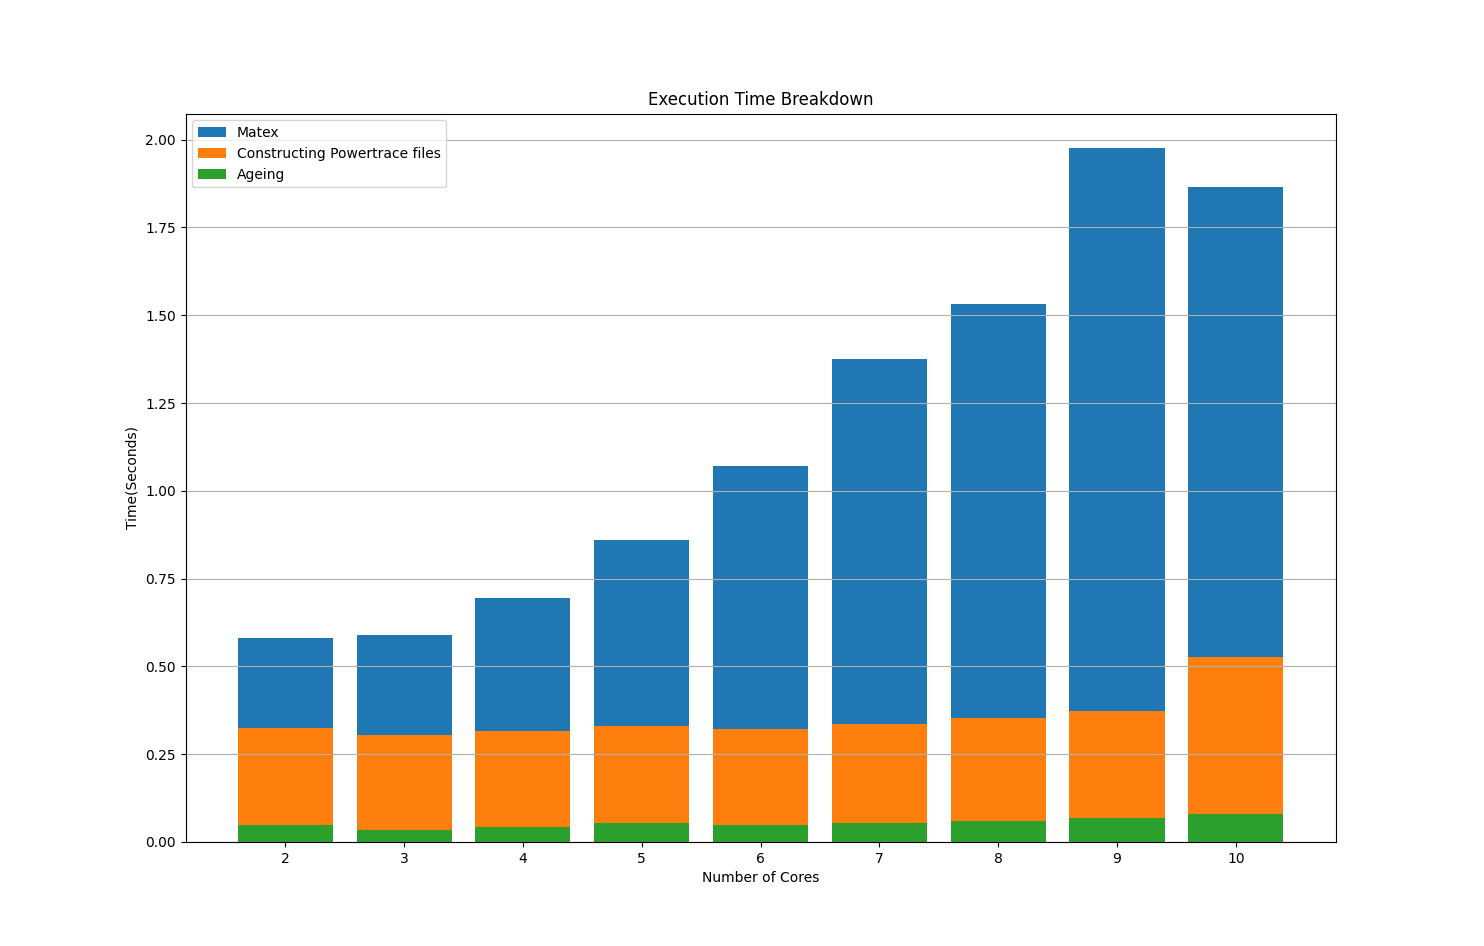 Execution Time Breakdown
Matex
Constructing Powertrace files
Ageing
2.00
1.75
1.50
1.25
1.00
0.75
0.50
0.25
0.00
Time(Seconds)
2 3 4 5 6 7 8 9 10
Number of Cores